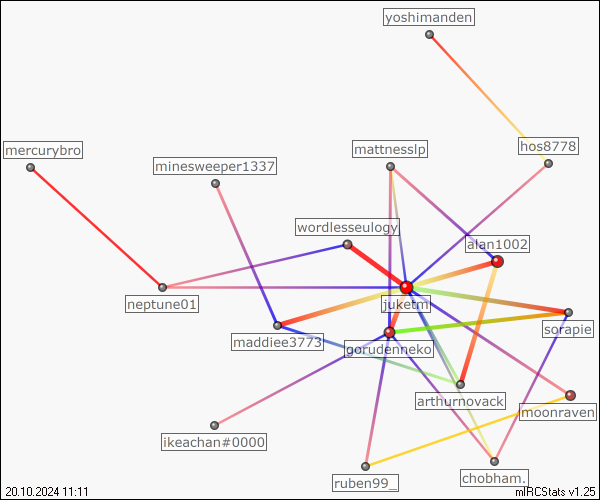 yoshimanden
mercurybro
minesweeper1337
mattnesslp
hos8778
wordlesseulogy
alan1002
neptune01
juketml
maddiee3773
gorudenneko
sorapie
arthurnovack
moonraven
ikeachan#0000
ruben99_
chobham.
20.10.2024 11:11
mIRCStats v1.25